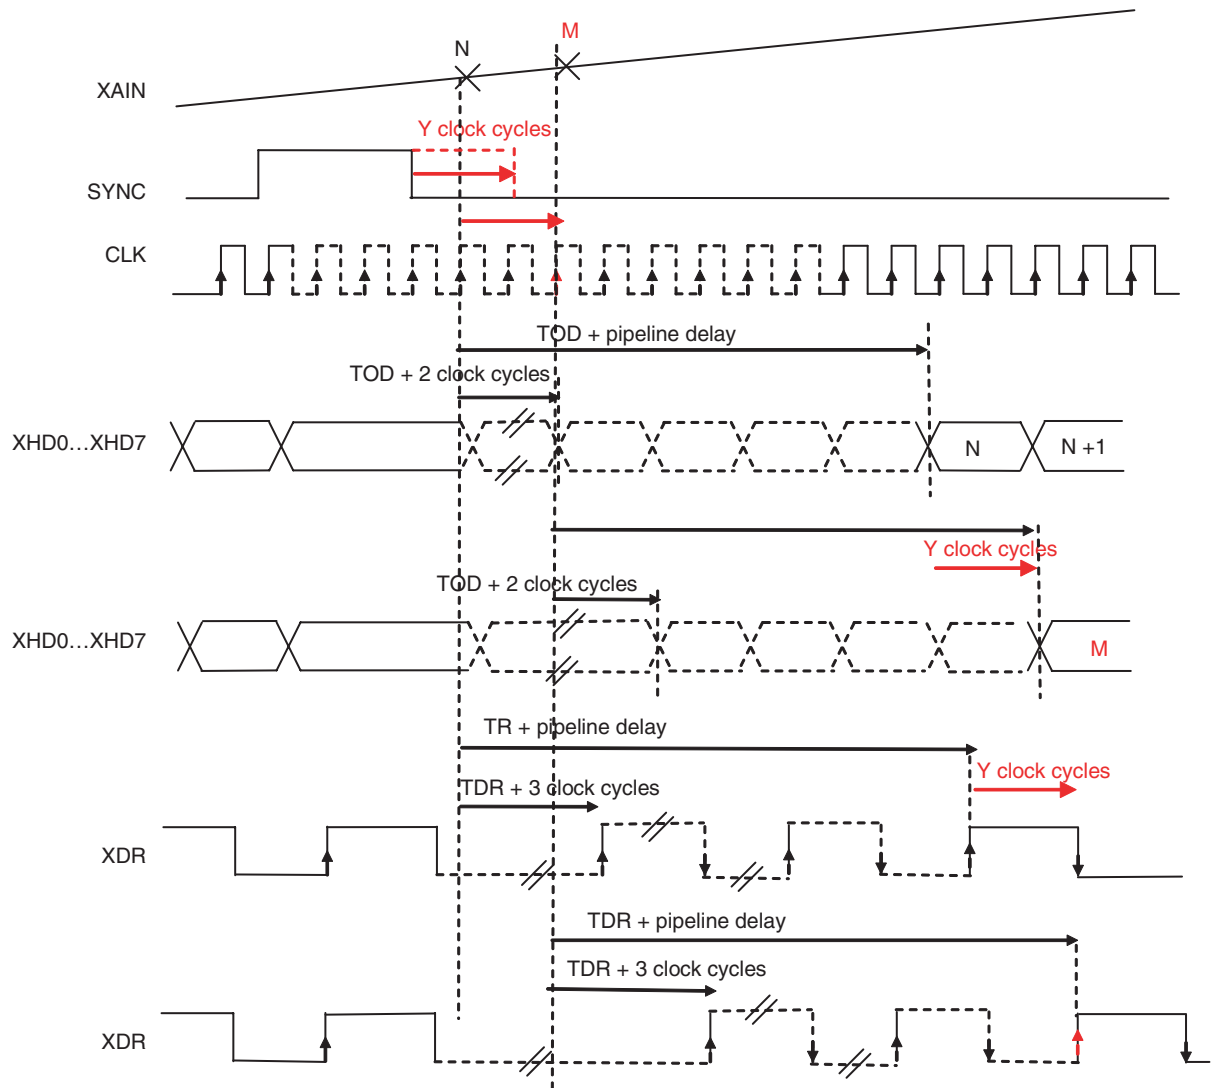 N
M
XAIN
Y clock cycles
SYNC
CLK
TOD + pipeline delay
TOD + 2 clock cycles
XHD0…XHD7
N
N +1
Y clock cycles
TOD + 2 clock cycles
XHD0…XHD7
M
TR + pipeline delay
Y clock cycles
TDR + 3 clock cycles
XDR
TDR + pipeline delay
TDR + 3 clock cycles
XDR